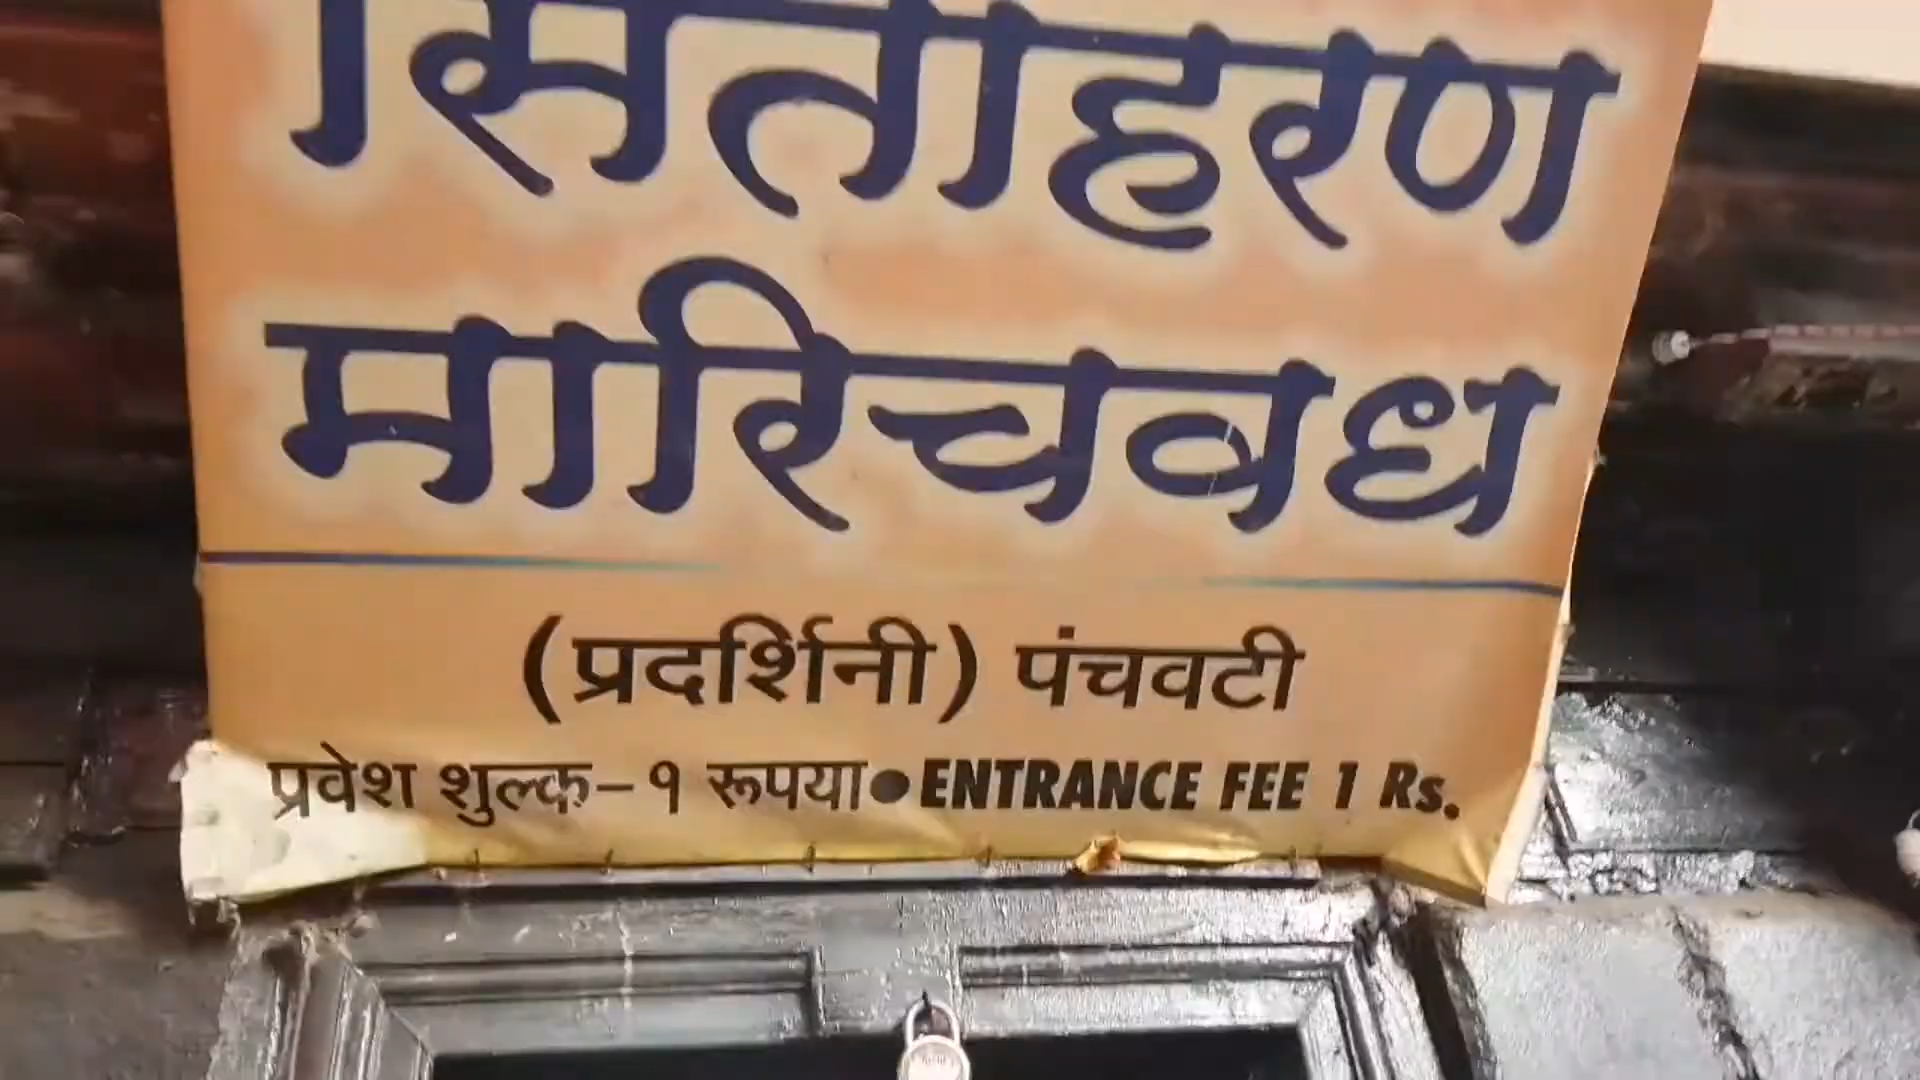 सिताहरण
मारिचवध
(प्रदर्शिनी) पंचवटी
प्रवेश शुल्क-१ रूपया●ENTRANCE FEE 1 Rs.